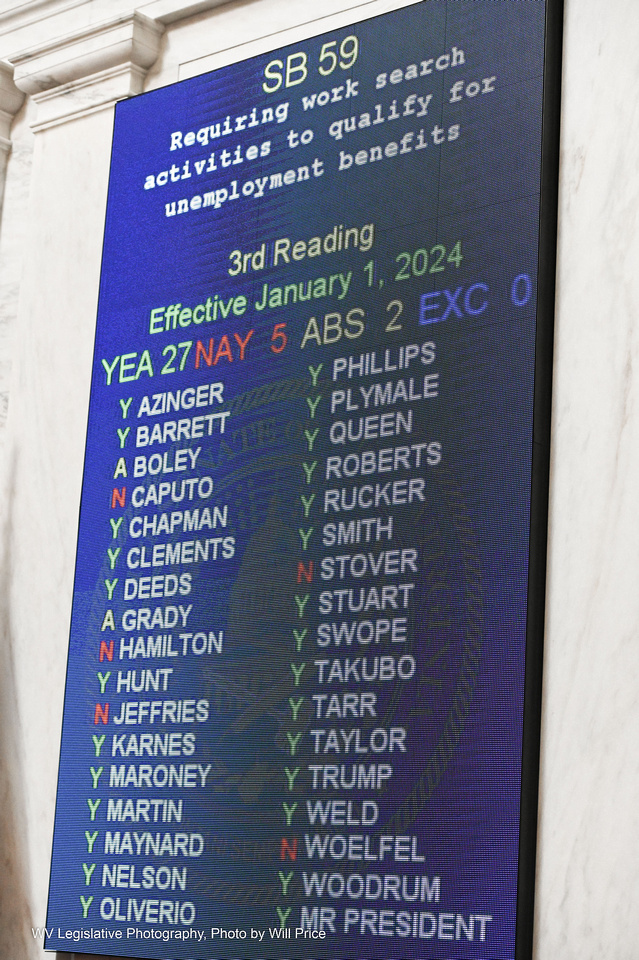 SB 59
Requiring work search
activities to qualify for
unemployment benefits
3rd Reading
Effective January 1, 2024
YEA 27 NAY 5 ABS 2 EXC 0
Y AZINGER
Y BARRETT
A BOLEY
N CAPUTO
Y CHAPMAN
Y CLEMENTS
Y DEEDS
A GRADY
N HAMILTON
Y HUNT
N JEFFRIES
Y KARNES
Y MARONEY
Y MARTIN
Y MAYNARD
Y NELSON
Y OLIVERIO
Y PHILLIPS
Y PLYMALE
Y QUEEN
Y ROBERTS
Y RUCKER
Y SMITH
N STOVER
Y STUART
Y SWOPE
Y TAKUBO
Y TARR
Y TAYLOR
Y TRUMP
Y WELD
N WOELFEL
Y WOODRUM
Y MR PRESIDENT
WV Legislative Photography, Photo by Will Price